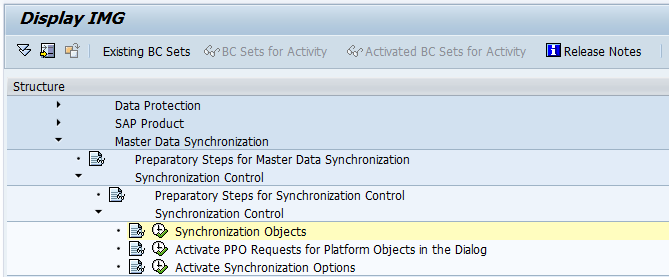 Display IMG
Existing BC Sets BC Sets for Activity Activated BC Sets for Activity Release Notes
Structure
Data Protection
SAP Product
Master Data Synchronization
Preparatory Steps for Master Data Synchronization
Synchronization Control
Preparatory Steps for Synchronization Control
Synchronization Control
Synchronization Objects
Activate PPO Requests for Platform Objects in the Dialog
Activate Synchronization Options